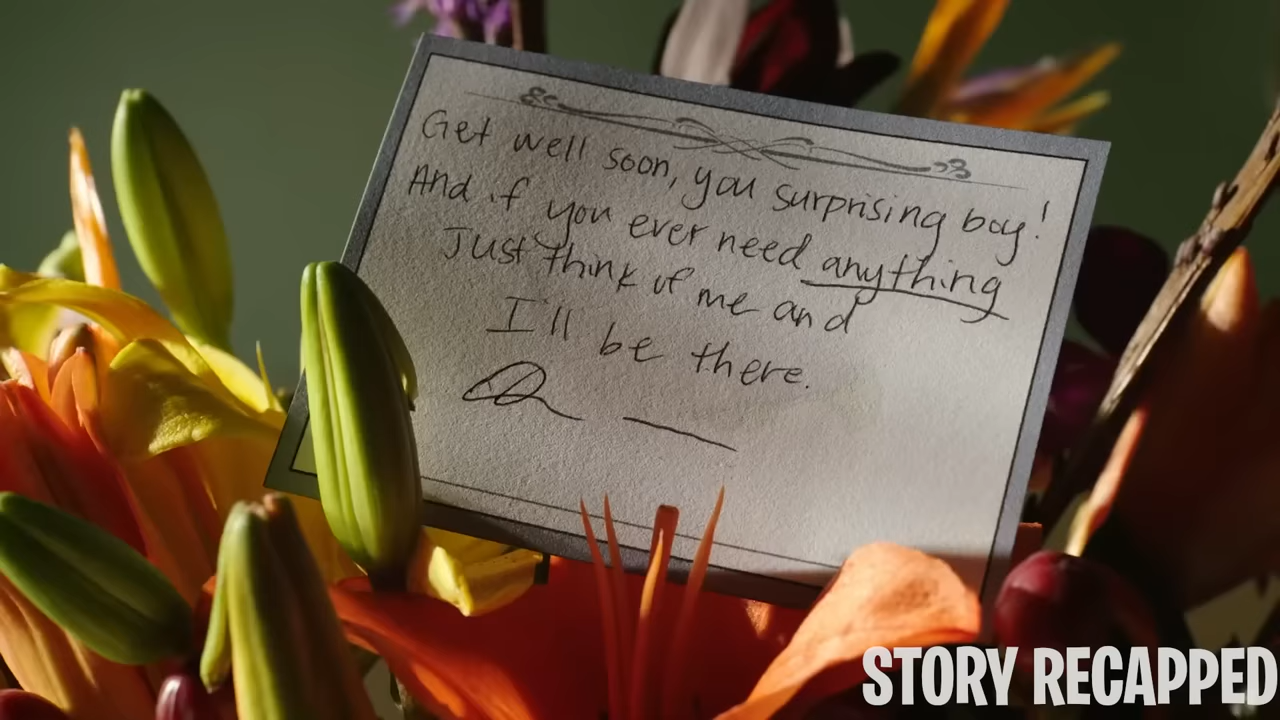 Get well soon, you surprising boy!
And if you ever need anything
Just think of me and
I'll be there.
STORY RECAPPED